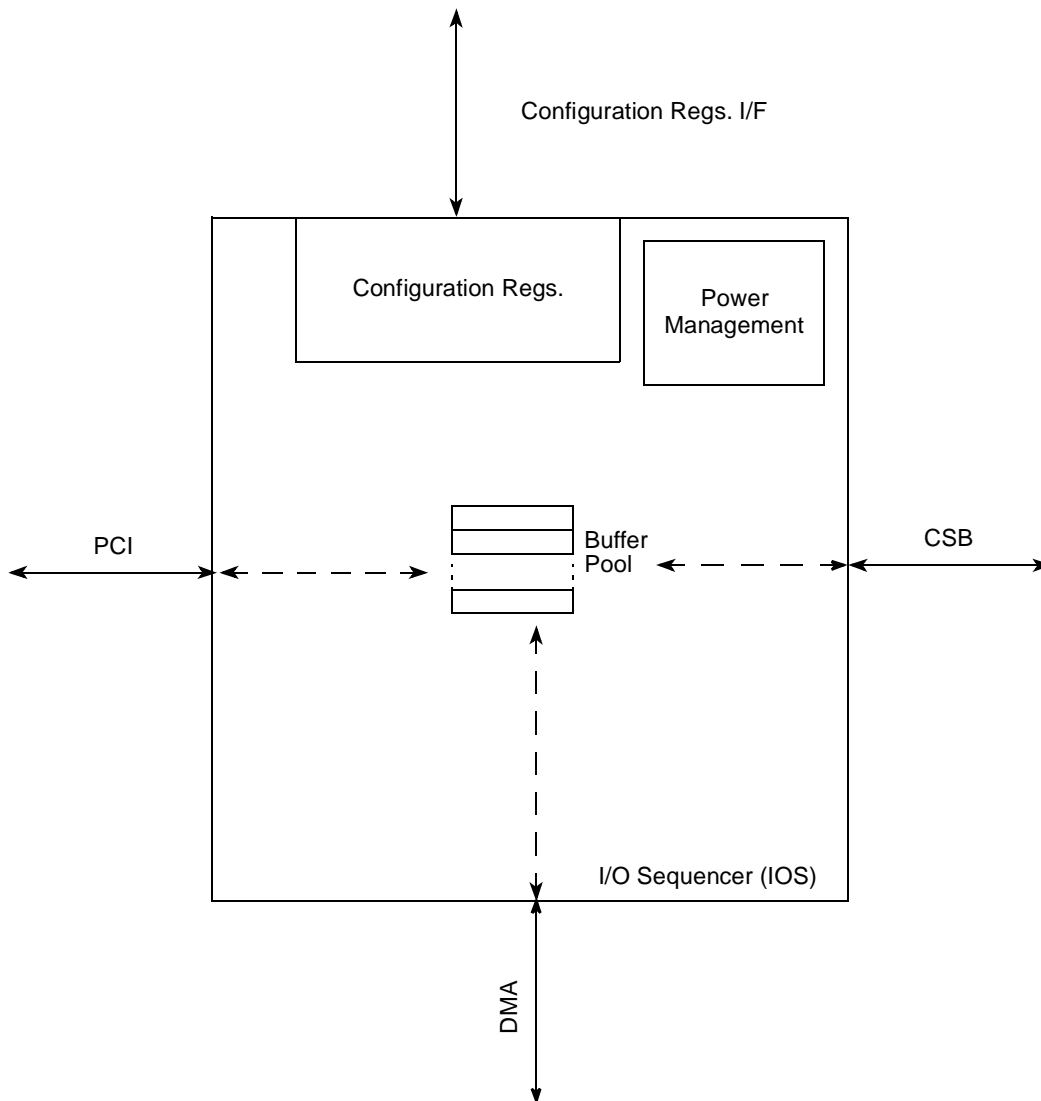 Configuration Regs. I/F
Configuration Regs.
Power
Management
PCI
Buffer
Pool
CSB
I/O Sequencer (IOS)
DMA